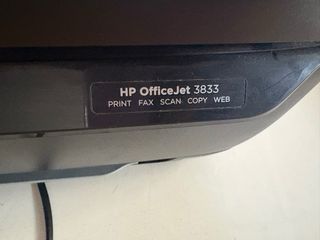 HP OfficeJet 3833
PRINT FAX SCAN COPY WEB